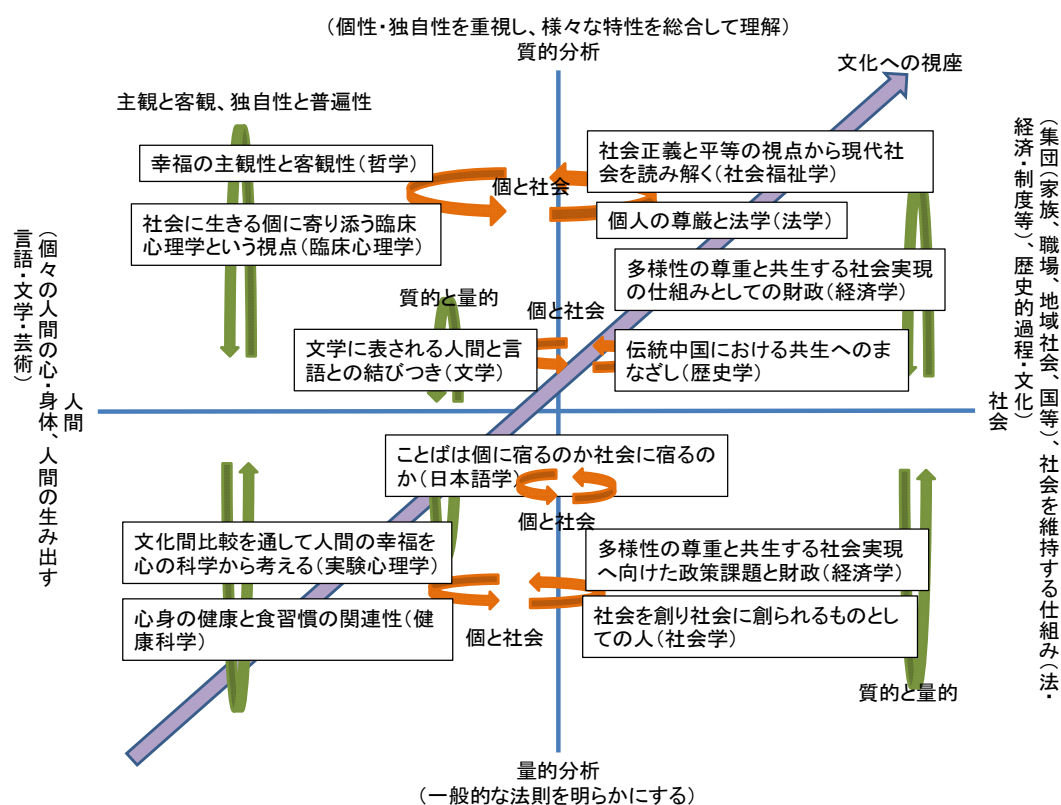 (個性・独自性を重視し、様々な特性を総合して理解)
質的分析
文化への視座
主観と客観、独自性と普遍性
幸福の主観性と客観性(哲学)
社会正義と平等の視点から現代社
会を読み解く(社会福祉学)
個と社会
社会に生きる個に寄り添う臨床
心理学という視点(臨床心理学)
個人の尊厳と法学(法学)
多様性の尊重と共生する社会実現
の仕組みとしての財政(経済学)
質的と量的
個と社会
文学に表される人間と言
語との結びつき(文学)
伝統中国における共生へのま
なざし(歴史学)
人間
(個々の人間の心・身体、人間の生み出す
言語・文学・芸術)
社会
(集団(家族、職場、地域社会、国等)、社会を維持する仕組み(法・
経済・制度等)、歴史的過程・文化)
ことばは個に宿るのか社会に宿るの
か(日本語学)
個と社会
文化間比較を通して人間の幸福を
心の科学から考える(実験心理学)
多様性の尊重と共生する社会実現
へ向けた政策課題と財政(経済学)
心身の健康と食習慣の関連性(健
康科学)
個と社会
社会を創り社会に創られるものとし
ての人(社会学)
質的と量的
量的分析
(一般的な法則を明らかにする)